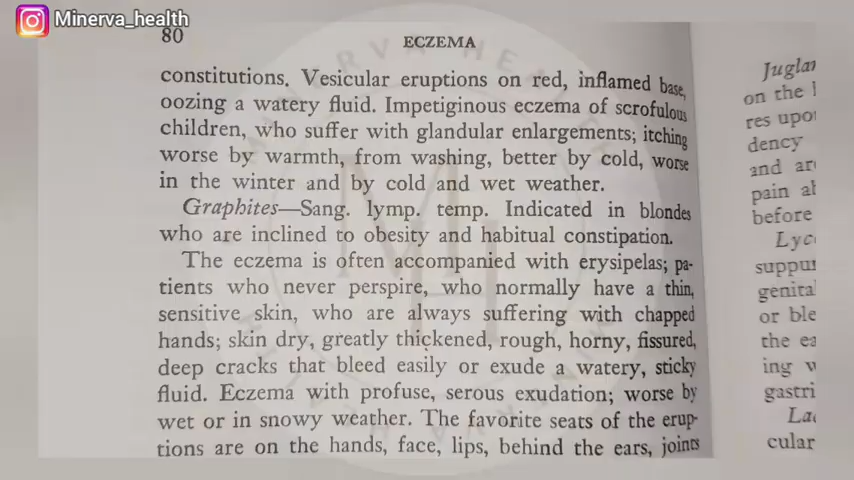 Minerva_health
80
ECZEMA
constitutions. Vesicular eruptions on red, inflamed base,
oozing a watery fluid. Impetiginous eczema of scrofulous
children, who suffer with glandular enlargements; itching
worse by warmth, from washing, better by cold, worse
in the winter and by cold and wet weather.
Graphites—Sang. lymp. temp. Indicated in blondes
who are inclined to obesity and habitual constipation.
The eczema is often accompanied with erysipelas; pa-
tients who never perspire, who normally have a thin,
sensitive skin, who are always suffering with chapped
hands; skin dry, greatly thickened, rough, horny, fissured,
deep cracks that bleed easily or exude a watery, sticky
fluid. Eczema with profuse, serous exudation; worse by
wet or in snowy weather. The favorite seats of the erup-
tions are on the hands, face, lips, behind the ears, joints
Juglan
on the
res upo
dency
and ar
pain a
before
Lyc
suppu
genita
or ble
the ea
ing w
gastri
La
cular